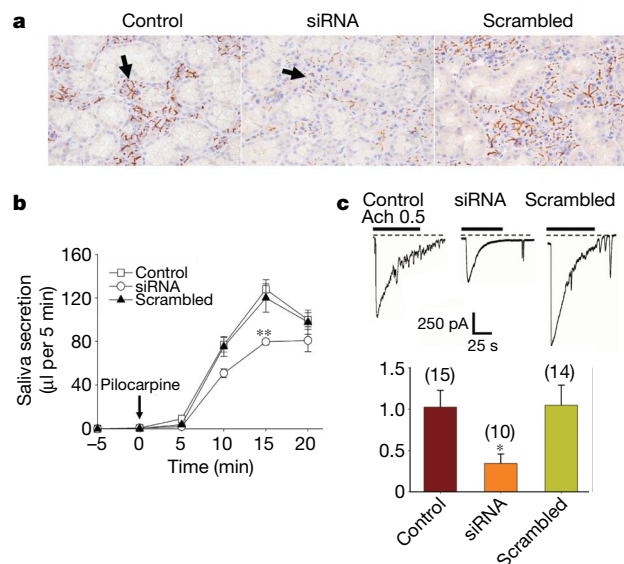 a
Control siRNA Scrambled
b
Control
siRNA
Scrambled
Saliva secretion
(µl per 5 min)
160
120
80
40
0
**
Pilocarpine
−5 0 5 10 15 20
Time (min)
c
Control siRNA Scrambled
Ach 0.5
250 pA
25 s
1.5
1.0
0.5
0
(15)
(10)
(14)
*
Control
siRNA
Scrambled